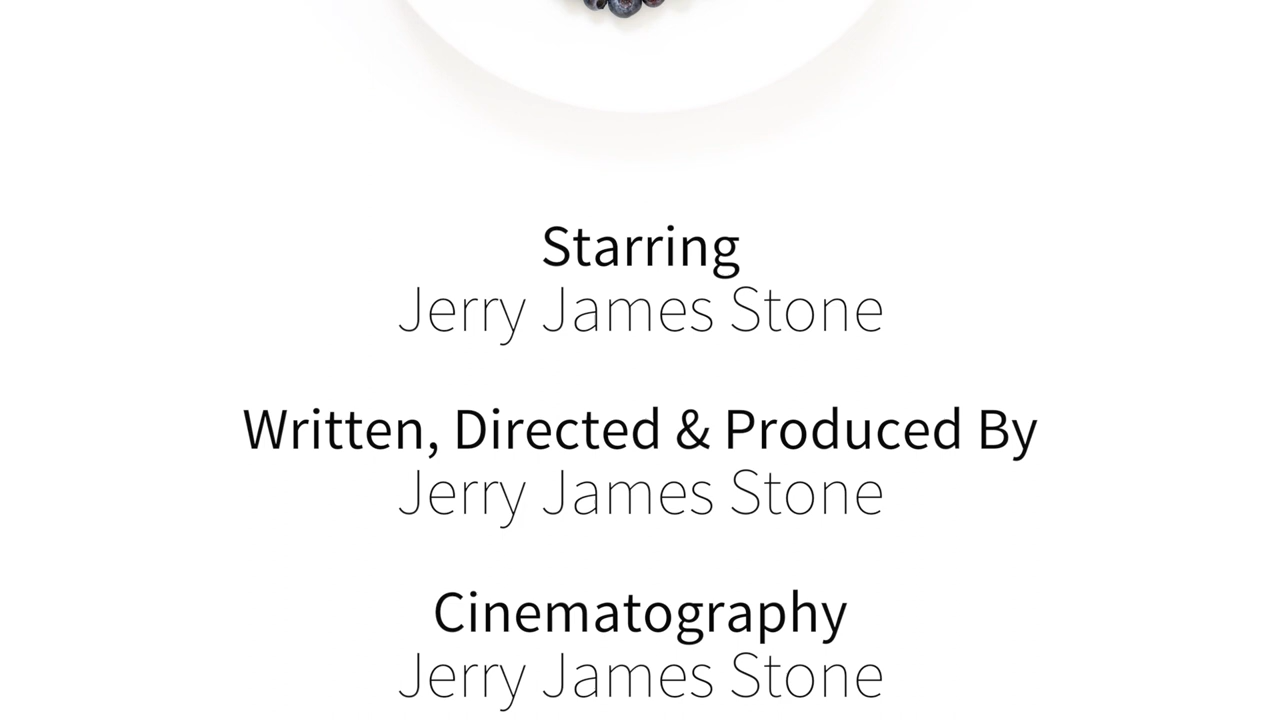 Starring
Jerry James Stone
Written, Directed & Produced By
Jerry James Stone
Cinematography
Jerry James Stone